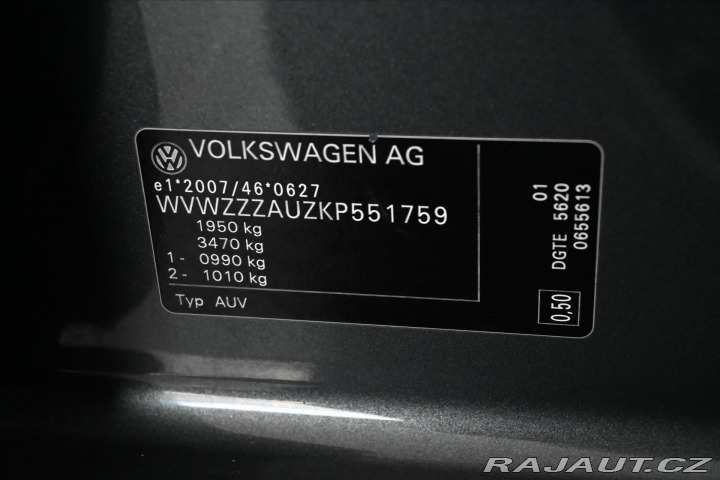 VOLKSWAGEN AG
e1*2007/46*0627
WVWZZZAUZKP551759
1950 kg
3470 kg
1 - 0990 kg
2 - 1010 kg
Typ AUV
01
DGTE 5620
0655613
0,50
RAJAUT.CZ